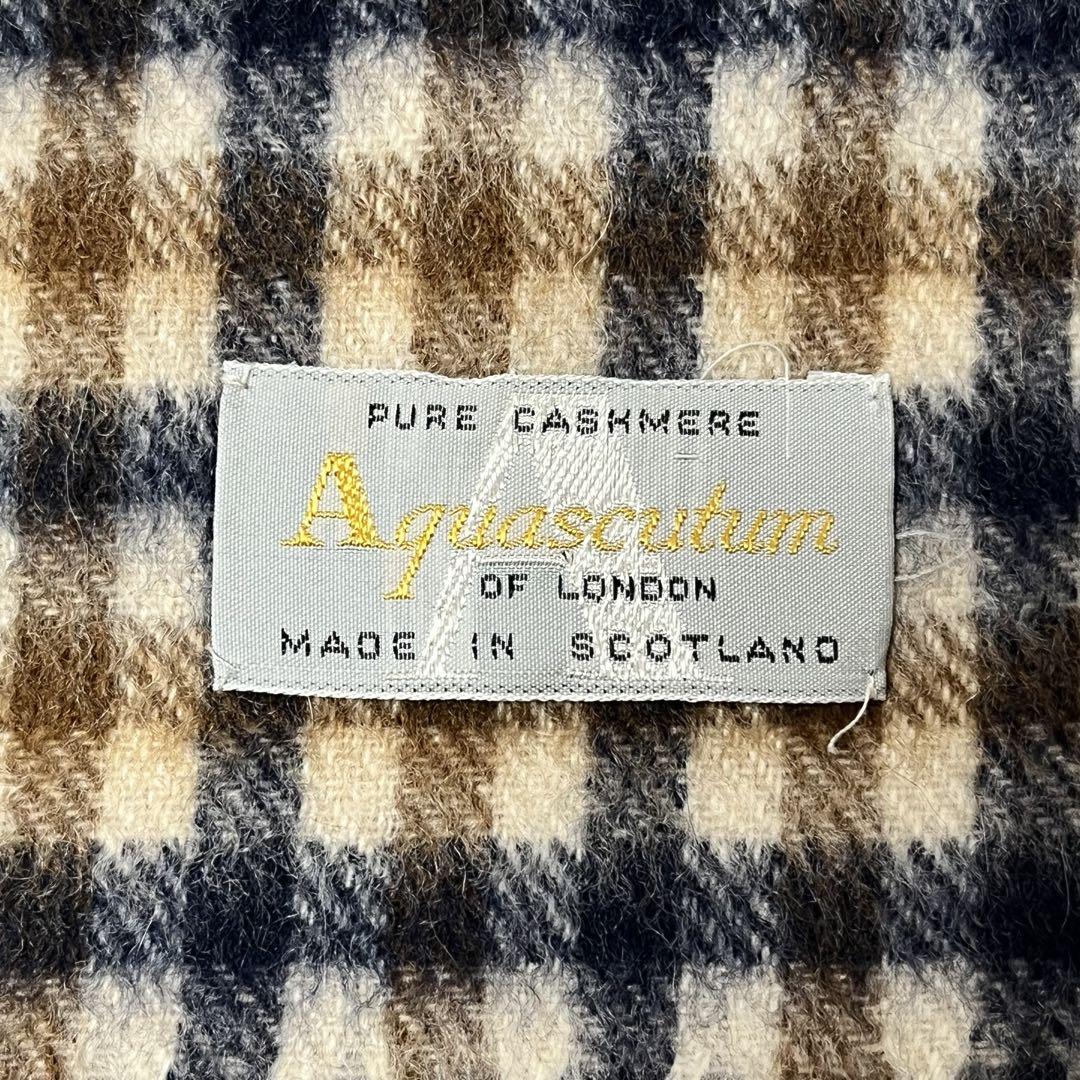 PURE CASHMERE
Aquascutum
OF LONDON
MADE IN SCOTLAND